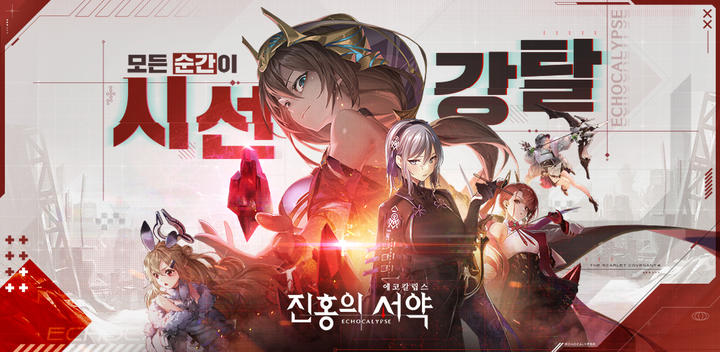 모든 순간이
시선 강탈
ECHOCALYPSE
THE SCARLET COVENANT
에코칼립스
진홍의 서약
ECHOCALYPSE
ECHOCALYPSE